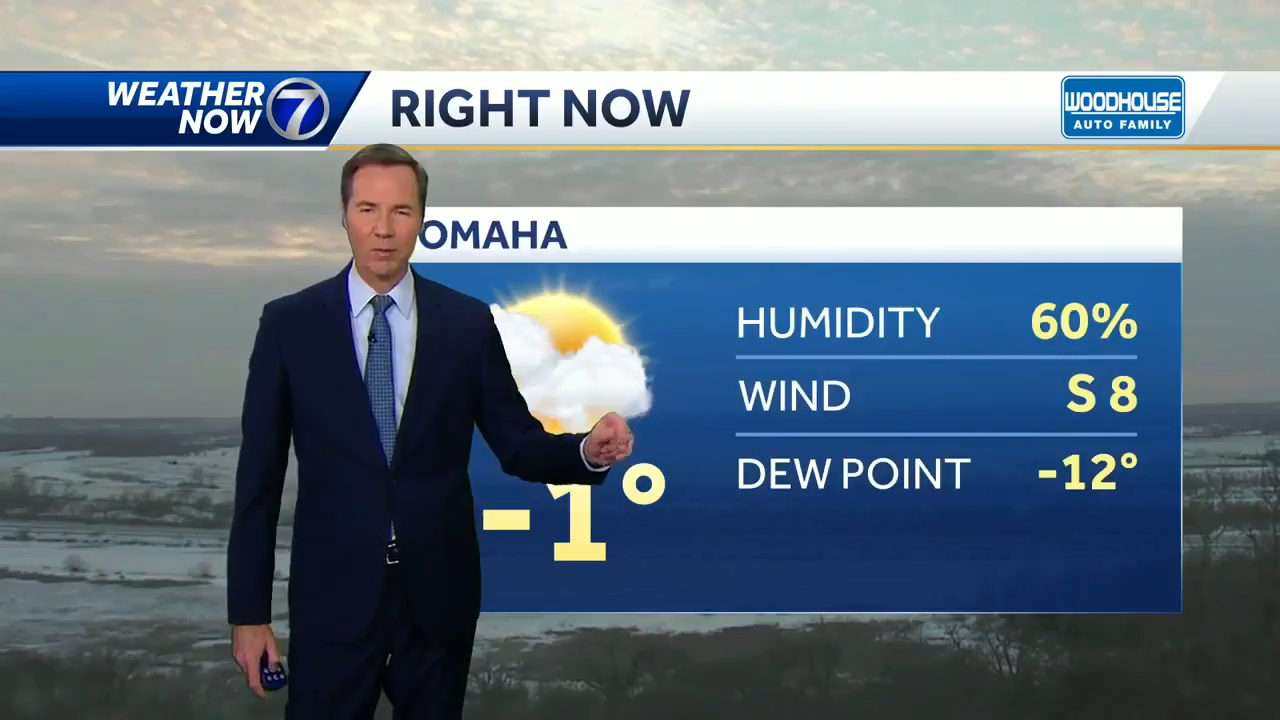 WEATHER
NOW 7
RIGHT NOW
WOODHOUSE
AUTO FAMILY
OMAHA
HUMIDITY 60%
WIND S 8
DEW POINT -12°
-1°